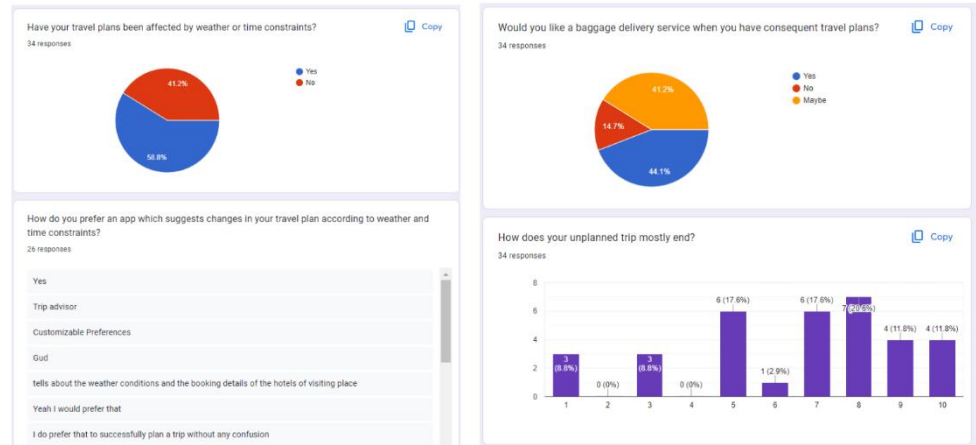 Have your travel plans been affected by weather or time constraints?
Copy
34 responses
Yes
No
41.2%
58.8%
How do you prefer an app which suggests changes in your travel plan according to weather and
time constraints?
26 responses
Yes
Trip advisor
Customizable Preferences
Gud
tells about the weather conditions and the booking details of the hotels of visiting place
Yeah I would prefer that
I do prefer that to successfully plan a trip without any confusion
Would you like a baggage delivery service when you have consequent travel plans?
Copy
34 responses
Yes
No
Maybe
41.2%
14.7%
44.1%
How does your unplanned trip mostly end?
Copy
34 responses
8
6
4
2
0
3
(8.8%)
0 (0%)
3
(8.8%)
0 (0%)
6 (17.6%)
1 (2.9%)
6 (17.6%)
7 (20.6%)
4 (11.8%)
4 (11.8%)
1 2 3 4 5 6 7 8 9 10